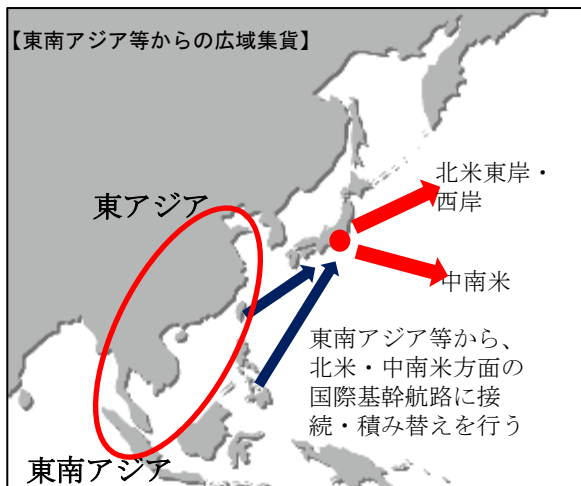 【東南アジア等からの広域集貨】
北米東岸・
西岸
東アジア
中南米
東南アジア等から、
北米・中南米方面の
国際基幹航路に接
続・積み替えを行う
東南アジア